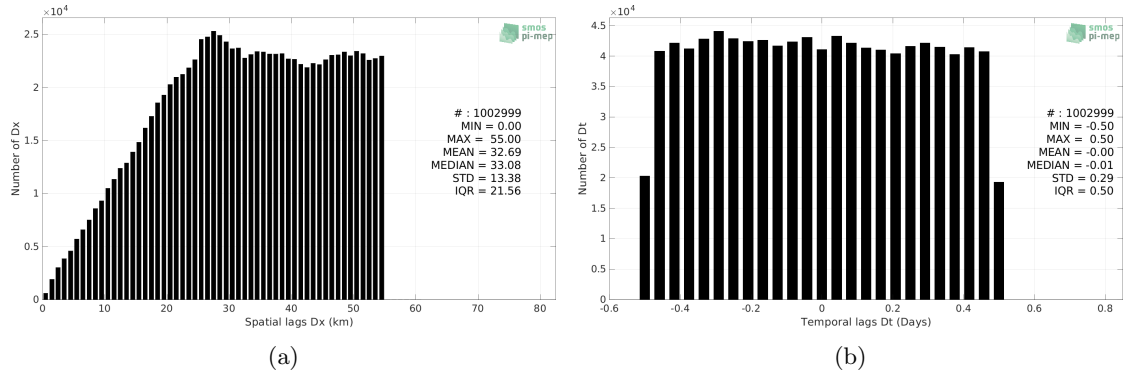 ×10⁴
2.5
2
1.5
1
0.5
0
Number of Dx
0 10 20 30 40 50 60 70 80
Spatial lags Dx (km)
smos
pi-mep
# : 1002999
MIN = 0.00
MAX = 55.00
MEAN = 32.69
MEDIAN = 33.08
STD = 13.38
IQR = 21.56
(a)
×10⁴
4.5
4
3.5
3
2.5
2
1.5
1
0.5
0
Number of Dt
-0.6 -0.4 -0.2 0 0.2 0.4 0.6 0.8
Temporal lags Dt (Days)
smos
pi-mep
# : 1002999
MIN = -0.50
MAX = 0.50
MEAN = -0.00
MEDIAN = -0.01
STD = 0.29
IQR = 0.50
(b)